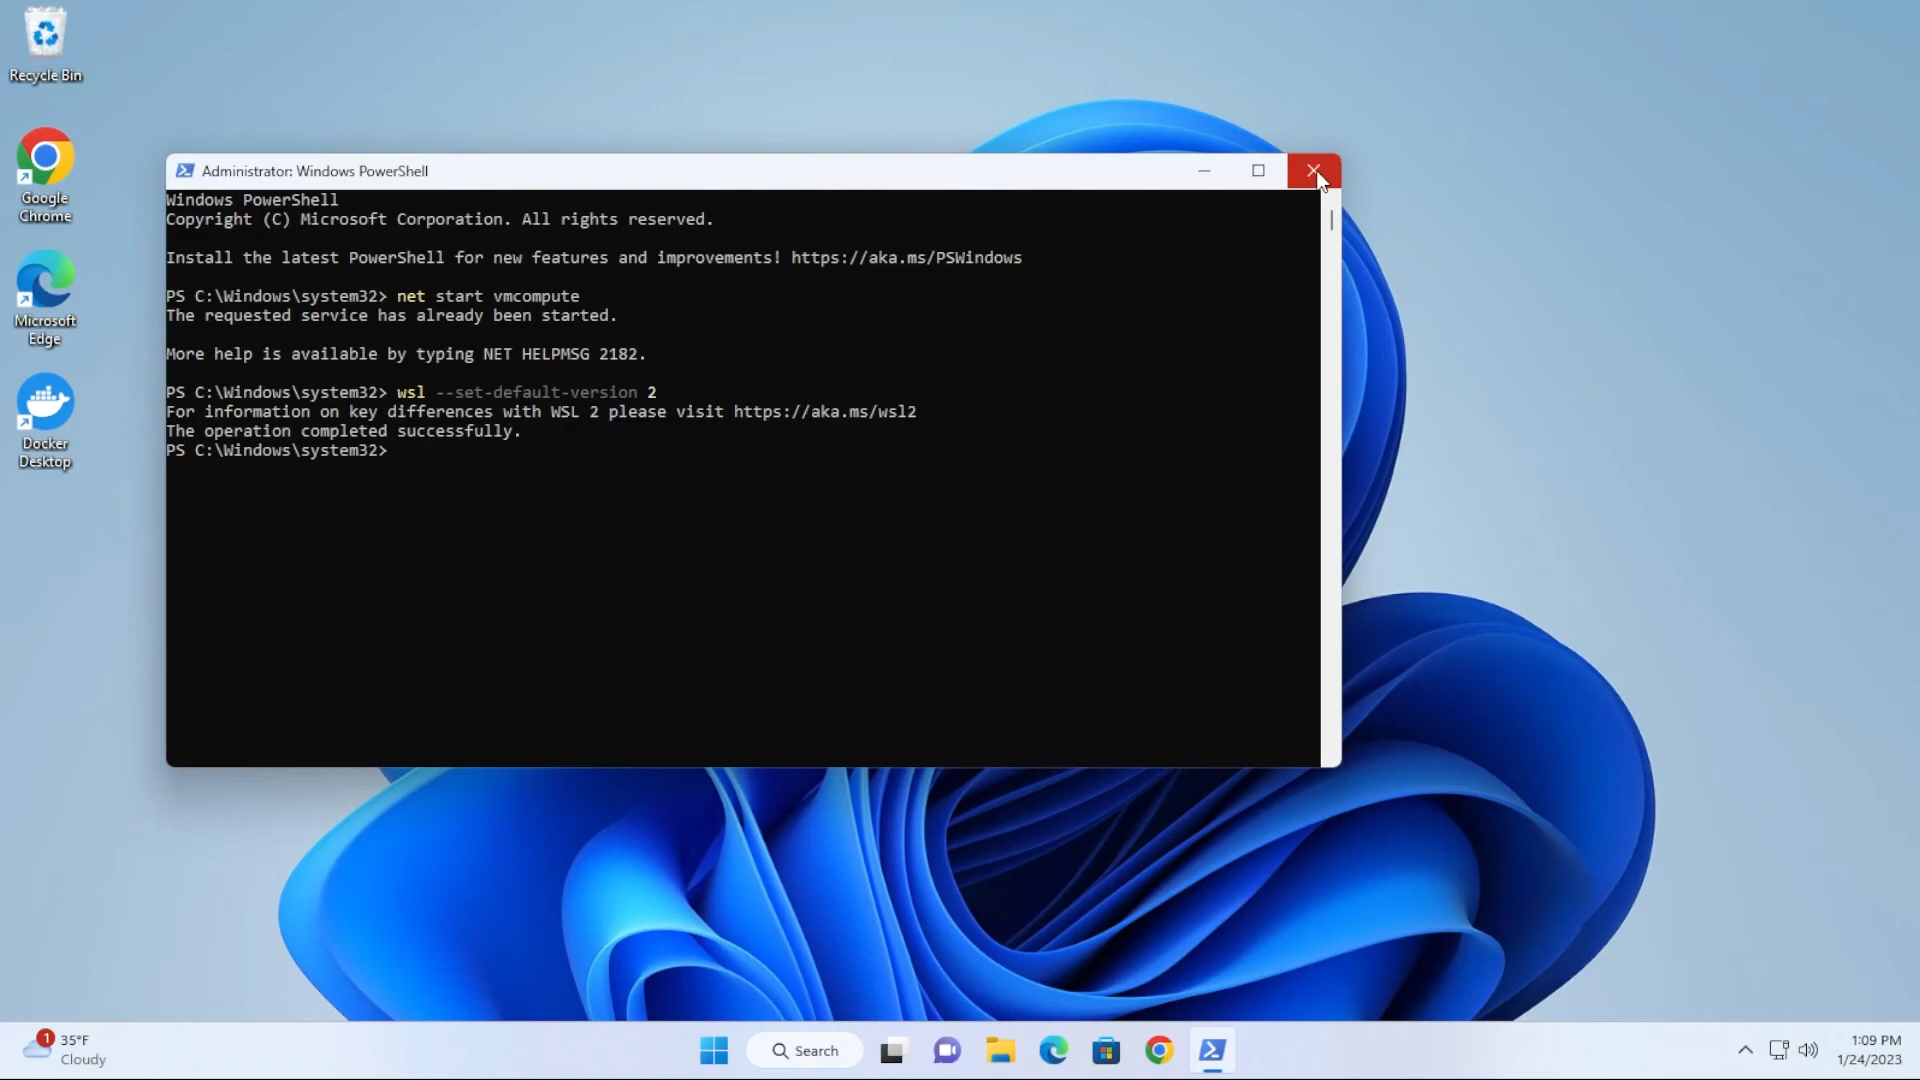 Recycle Bin
Google
Chrome
Microsoft
Edge
Docker
Desktop
Administrator: Windows PowerShell
Windows PowerShell
Copyright (C) Microsoft Corporation. All rights reserved.
Install the latest PowerShell for new features and improvements! https://aka.ms/PSWindows
PS C:\Windows\system32> net start vmcompute
The requested service has already been started.
More help is available by typing NET HELPMSG 2182.
PS C:\Windows\system32> wsl --set-default-version 2
For information on key differences with WSL 2 please visit https://aka.ms/wsl2
The operation completed successfully.
PS C:\Windows\system32>
1
35°F
Cloudy
Search
1:09 PM
1/24/2023